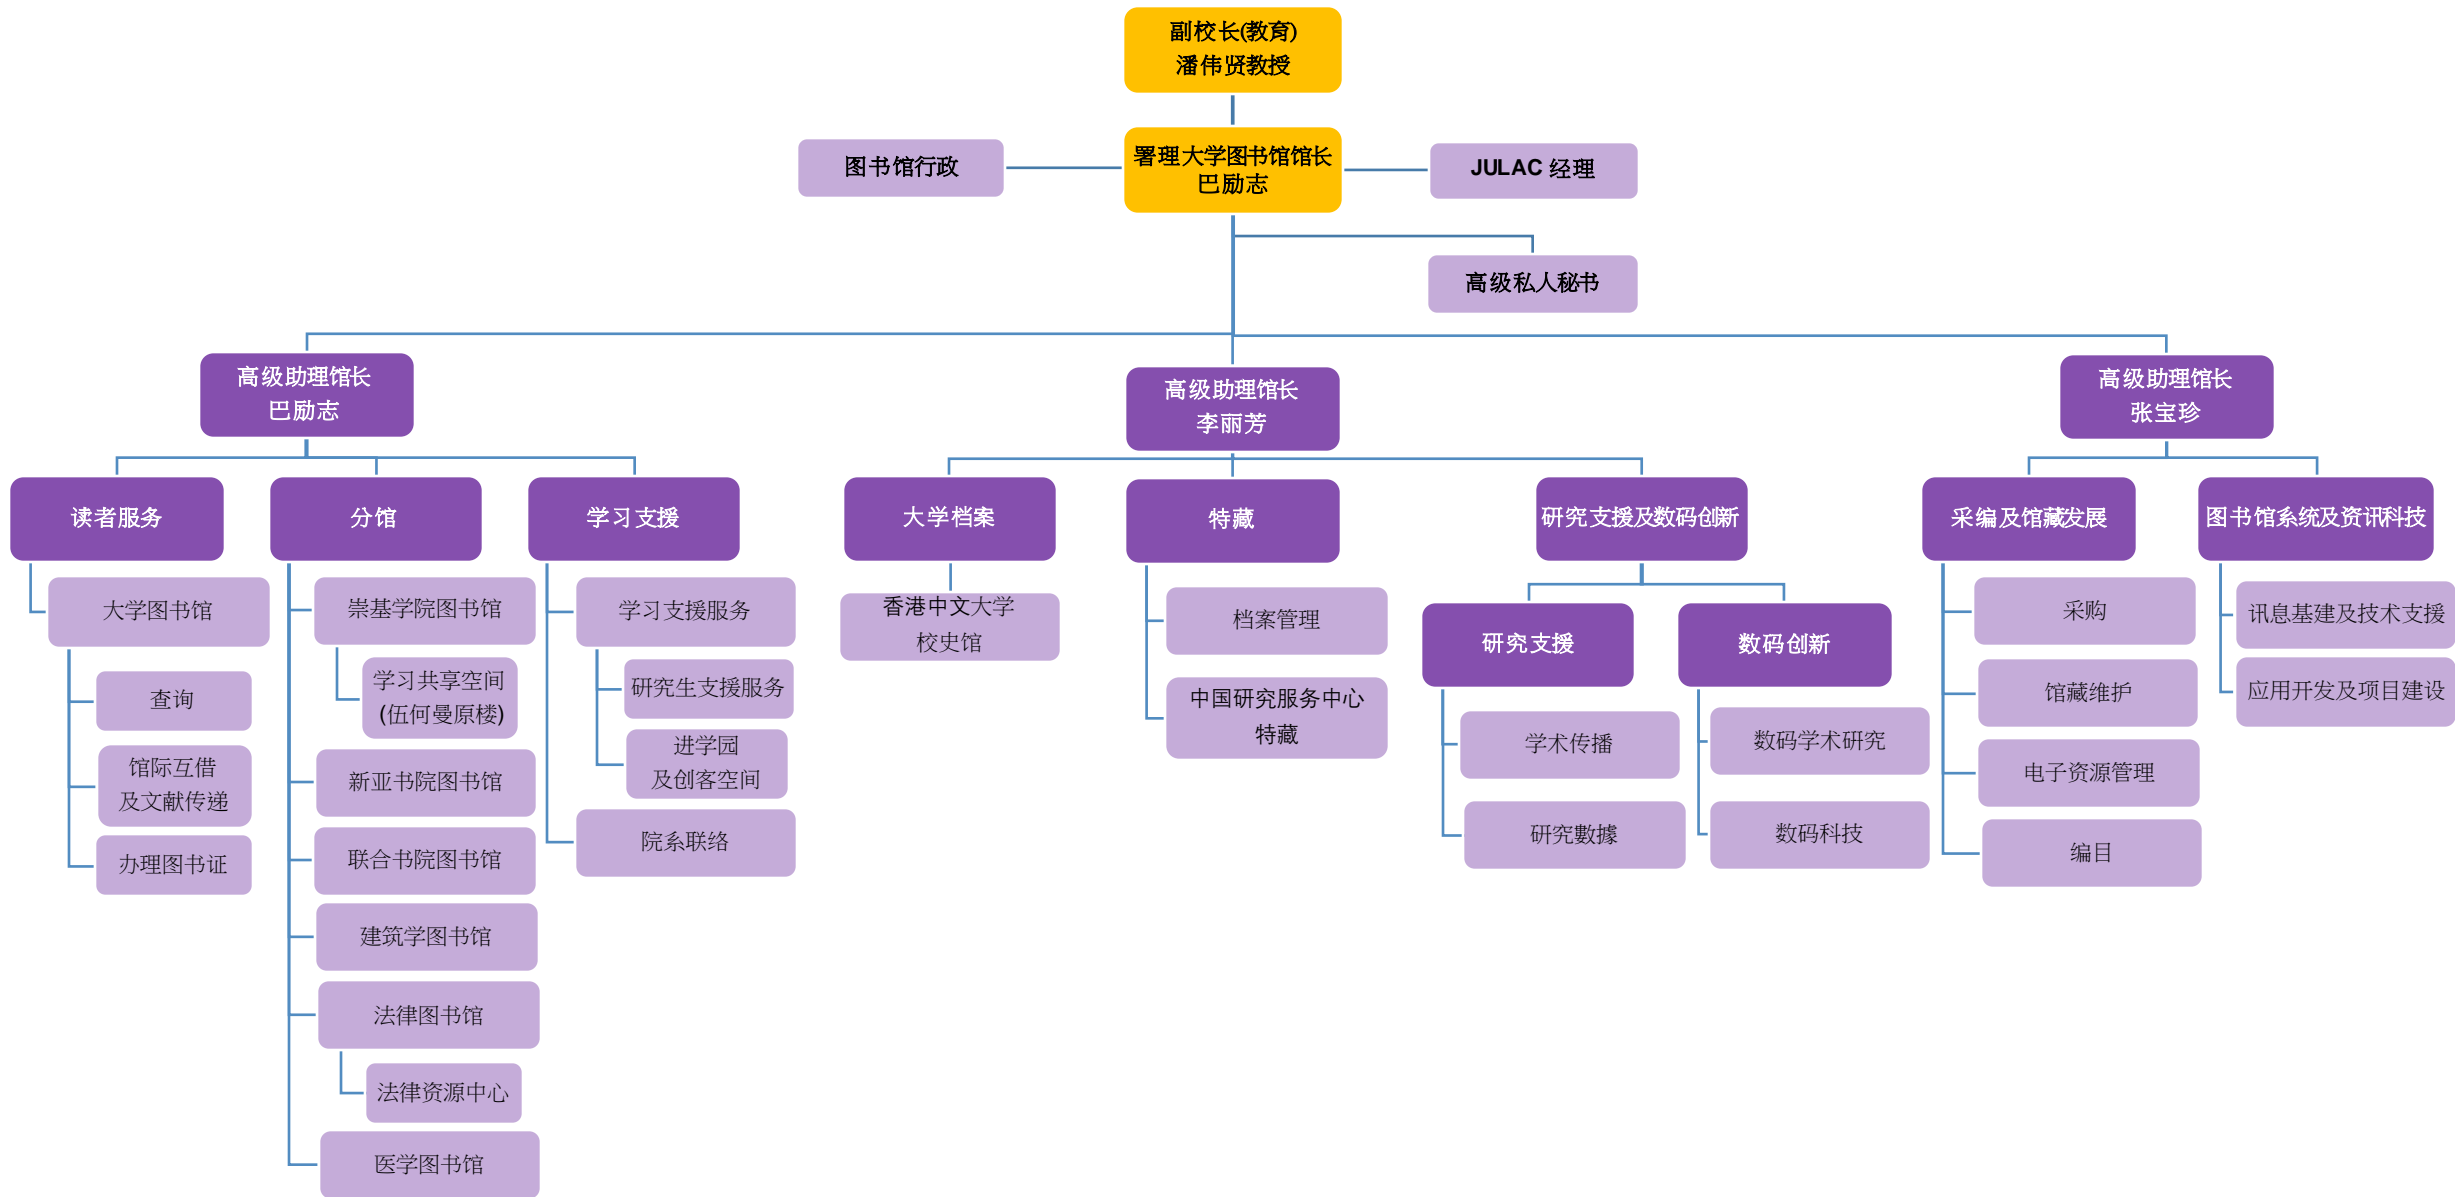 副校长(教育)
潘伟贤教授
图书馆行政
署理大学图书馆馆长
巴励志
JULAC 经理
高级私人秘书
高级助理馆长
巴励志
高级助理馆长
李丽芳
高级助理馆长
张宝珍
读者服务
分馆
学习支援
大学档案
特藏
研究支援及数码创新
采编及馆藏发展
图书馆系统及资讯科技
大学图书馆
查询
馆际互借
及文献传递
办理图书证
崇基学院图书馆
学习共享空间
(伍何曼原楼)
新亚书院图书馆
联合书院图书馆
建筑学图书馆
法律图书馆
法律资源中心
医学图书馆
学习支援服务
研究生支援服务
进学园
及创客空间
院系联络
香港中文大学
校史馆
档案管理
中国研究服务中心
特藏
研究支援
学术传播
研究數據
数码创新
数码学术研究
数码科技
采购
馆藏维护
电子资源管理
编目
讯息基建及技术支援
应用开发及项目建设